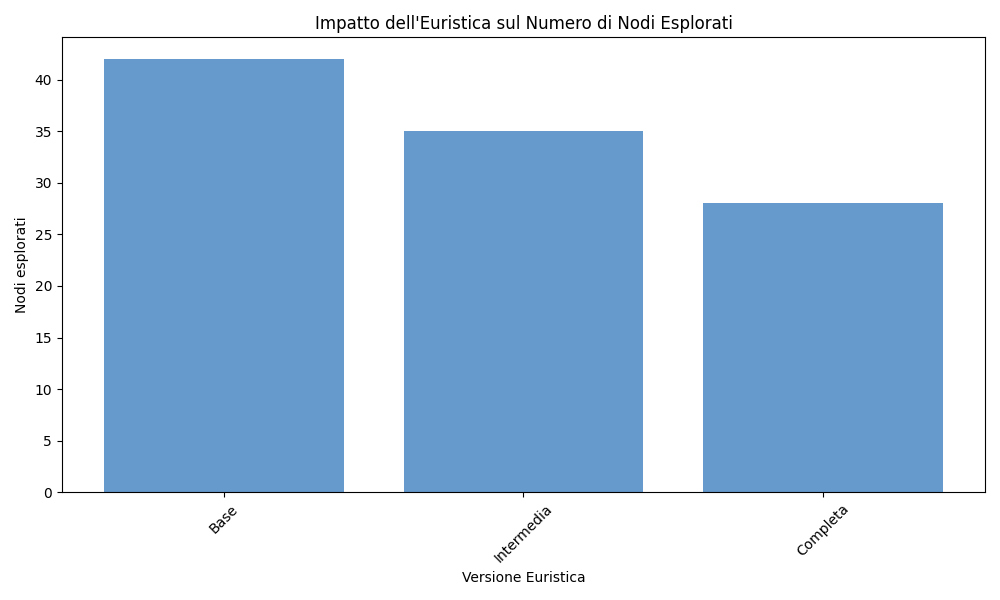 Impatto dell'Euristica sul Numero di Nodi Esplorati
40
35
30
25
20
15
10
5
0
Nodi esplorati
Base
Intermedia
Completa
Versione Euristica